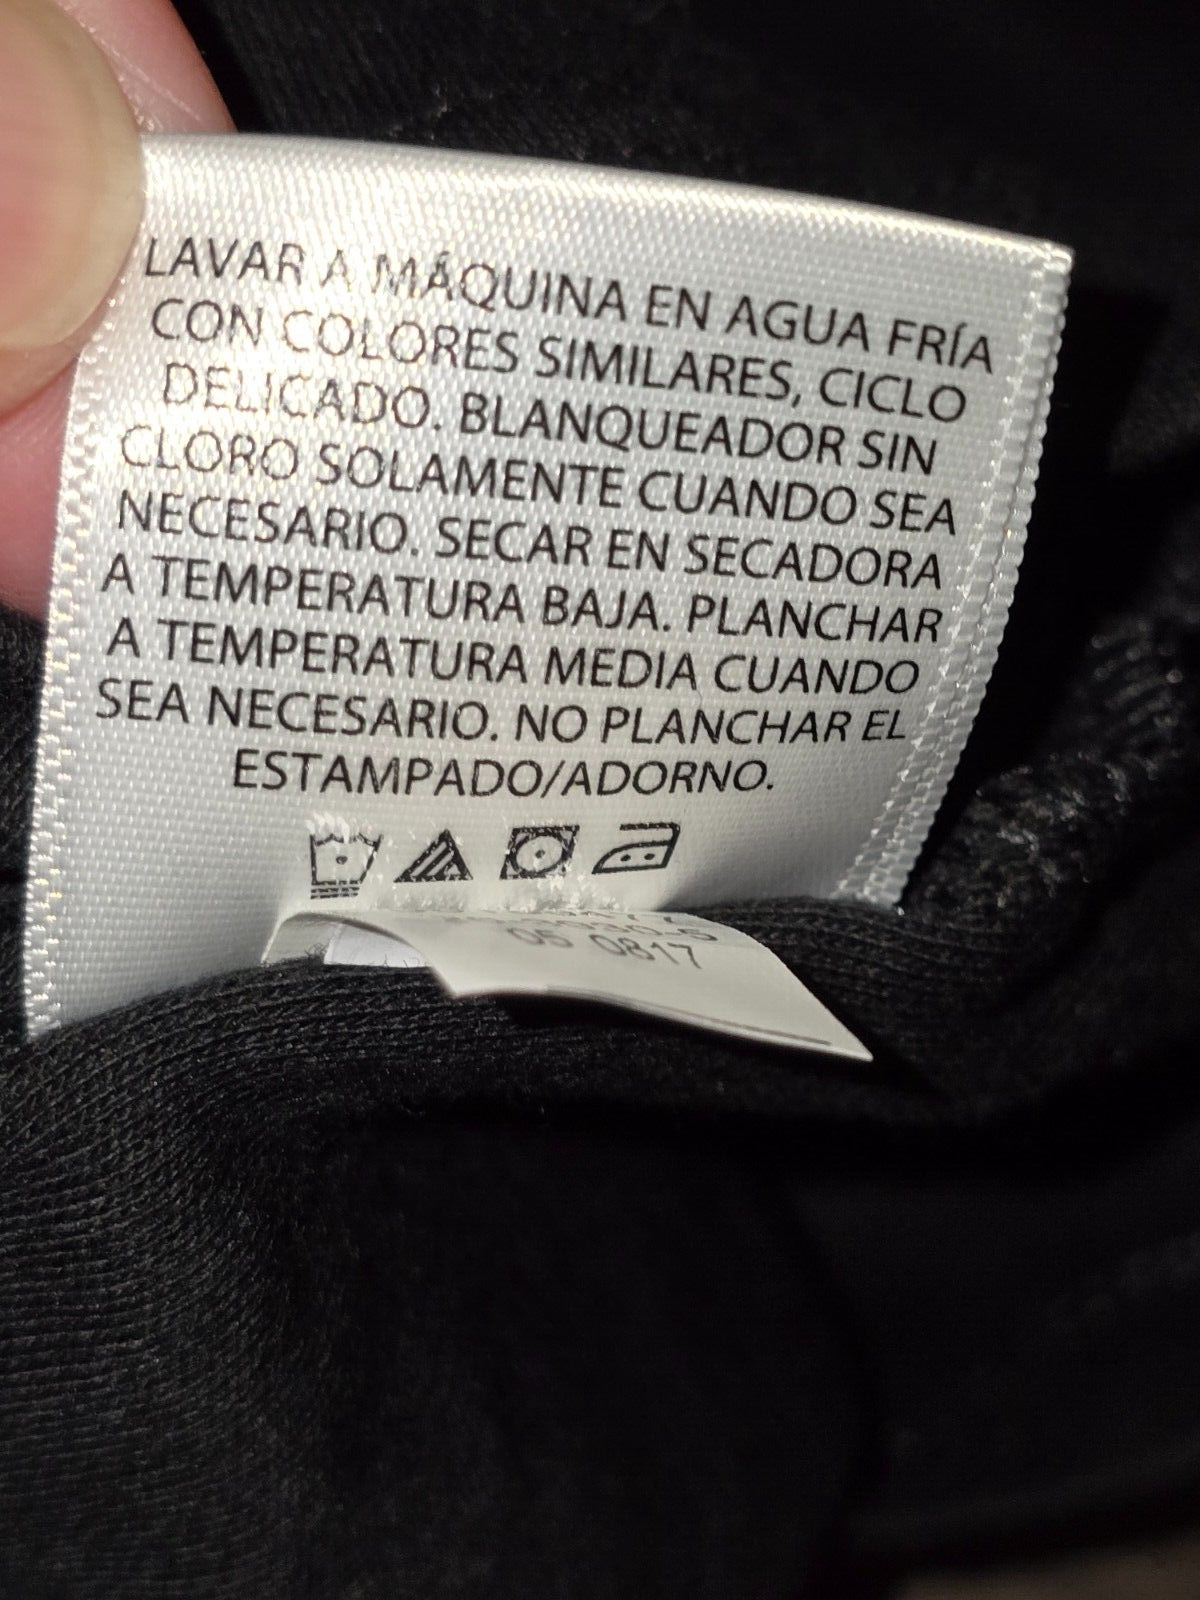 LAVAR A MÁQUINA EN AGUA FRÍA
CON COLORES SIMILARES, CICLO
DELICADO. BLANQUEADOR SIN
CLORO SOLAMENTE CUANDO SEA
NECESARIO. SECAR EN SECADORA
A TEMPERATURA BAJA. PLANCHAR
A TEMPERATURA MEDIA CUANDO
SEA NECESARIO. NO PLANCHAR EL
ESTAMPADO/ADORNO.
05 0817